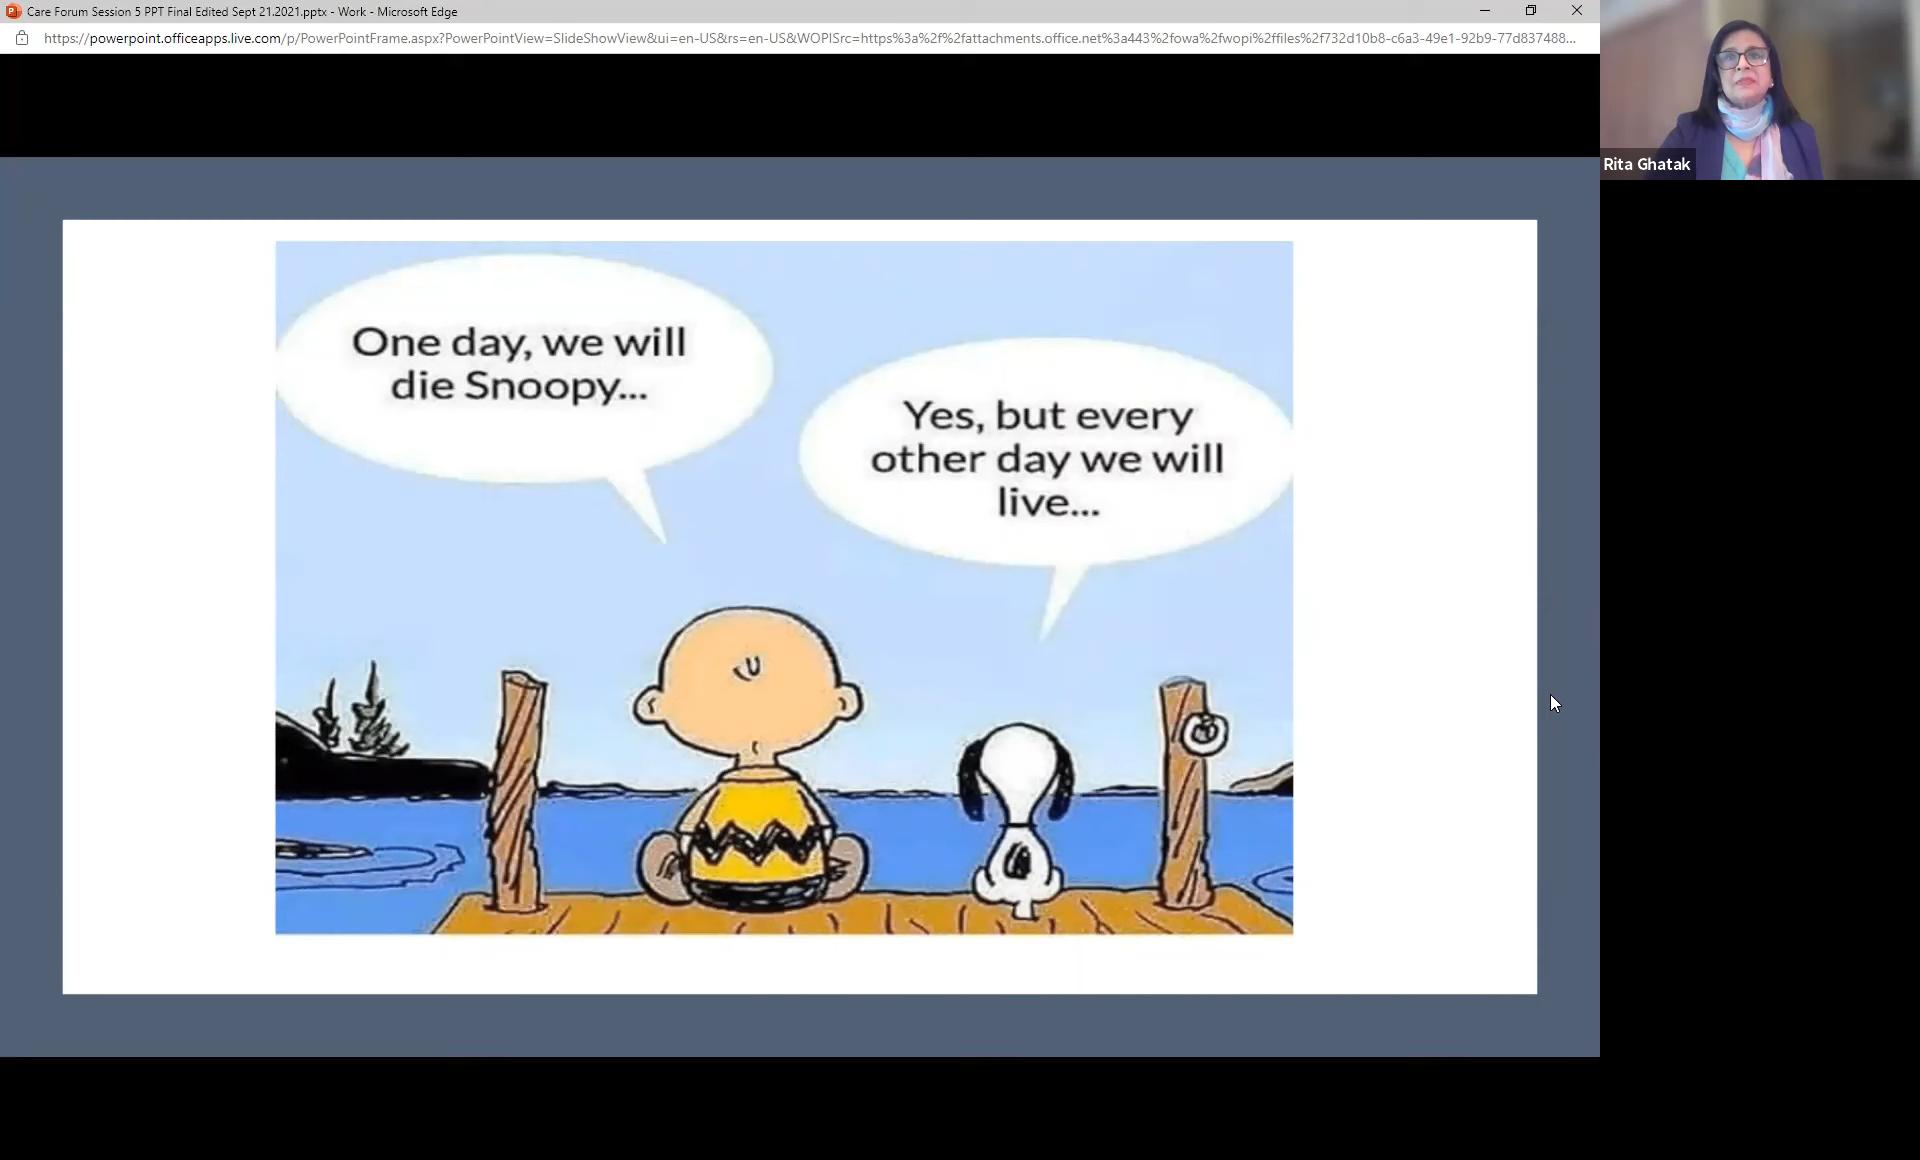 Care Forum Session 5 PPT Final Edited Sept 21.2021.pptx - Work - Microsoft Edge
https://powerpoint.officeapps.live.com/p/PowerPointFrame.aspx?PowerPointView=SlideShowView&ui=en-US&rs=en-US&WOPISrc=https%3a%2f%2fattachments.office.net%3a443%2fowa%2fwopi%2ffiles%2f732d10b8-c6a3-49e1-92b9-77d837488...
Rita Ghatak
One day, we will
die Snoopy...
Yes, but every
other day we will
live...